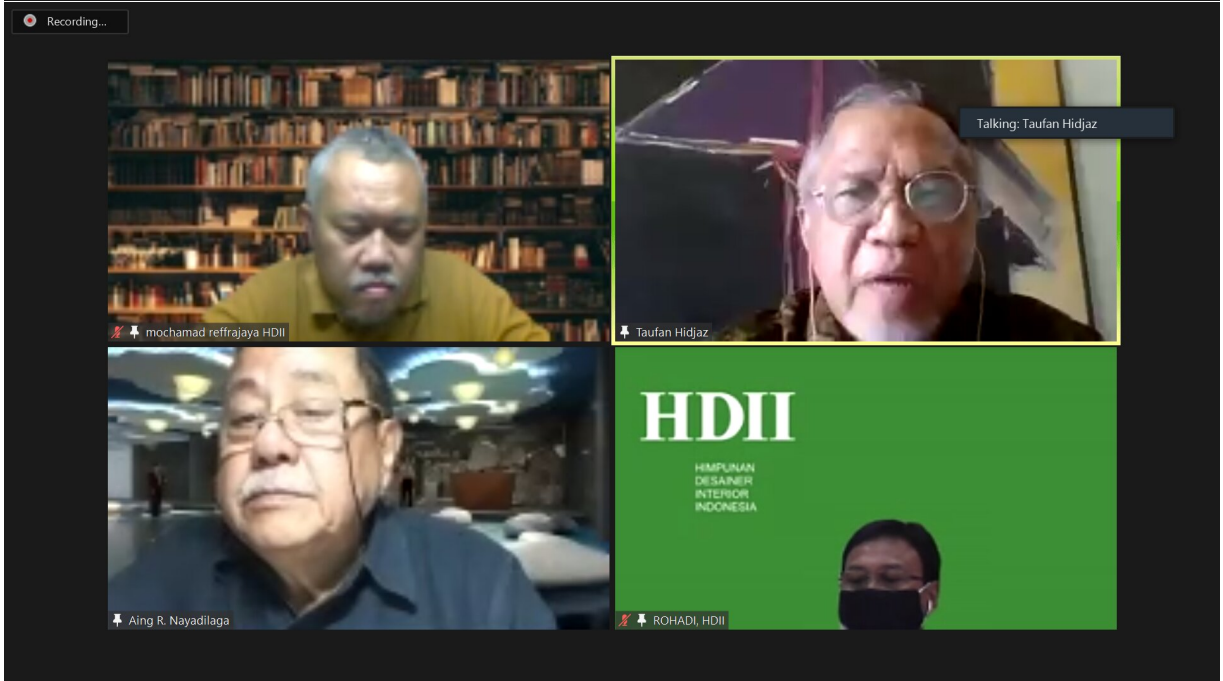 Recording...
Talking: Taufan Hidjaz
mochamad reffrajaya HDII
Taufan Hidjaz
HDII
HIMPUNAN
DESAINER
INTERIOR
INDONESIA
Aing R. Nayadilaga
ROHADI, HDII